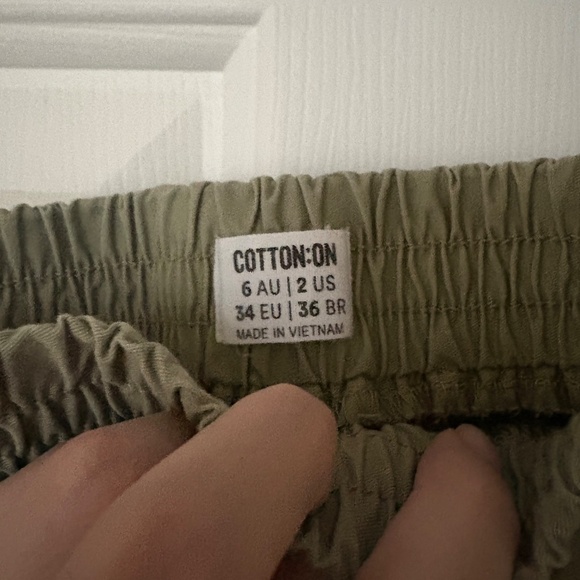 COTTON:ON
6 AU | 2 US
34 EU | 36 BR
MADE IN VIETNAM